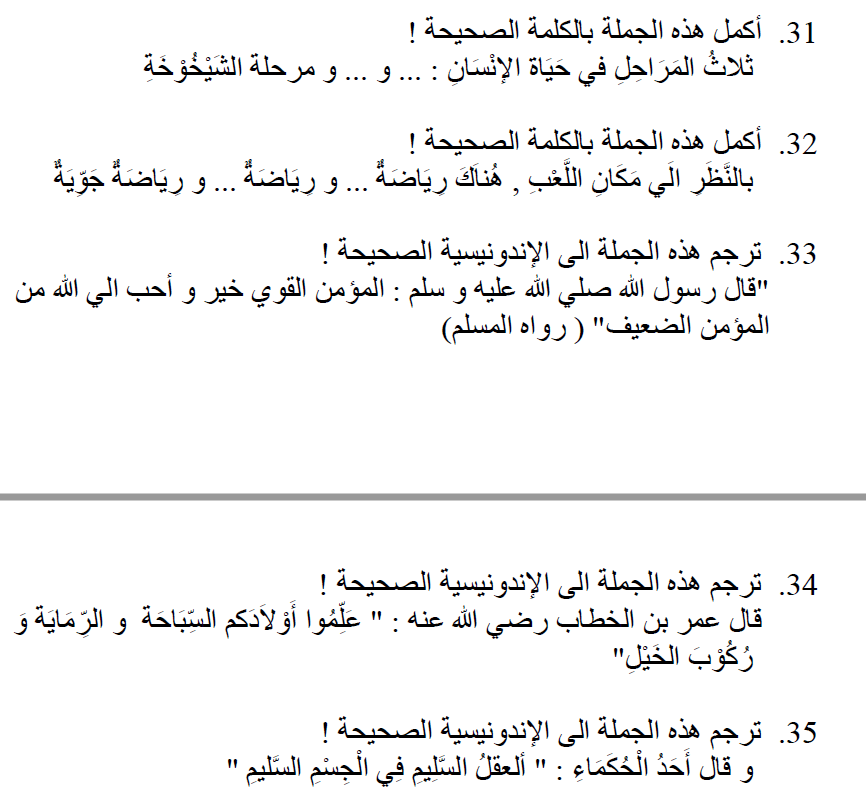 31. أكمل هذه الجملة بالكلمة الصحيحة !
ثلاثُ المَرَاحِلِ في حَيَاة الإنْسَانِ : ... و ... و مرحلة الشَيْخُوْخَةِ
32. أكمل هذه الجملة بالكلمة الصحيحة !
بالنَّظَرِ الَي مَكَانِ اللَّعْبِ , هُناَكَ رِيَاضَةٌ ... و رِيَاضَةٌ ... و رِيَاضَةٌ جَوِّيَةٌ
33. ترجم هذه الجملة الى الإندونيسية الصحيحة !
"قال رسول الله صلي الله عليه و سلم : المؤمن القوي خير و أحب الي الله من
المؤمن الضعيف" ( رواه المسلم)
34. ترجم هذه الجملة الى الإندونيسية الصحيحة !
قال عمر بن الخطاب رضي الله عنه : " عَلِّمُوا أَوْلاَدَكم السِّبَاحَة و الرِّمَايَة وَ
رُكُوْبَ الخَيْلِ"
35. ترجم هذه الجملة الى الإندونيسية الصحيحة !
و قال أَحَدُ الْحُكَمَاءِ : " ألعقلُ السَّلِيمِ فِي الْجِسْمِ السَّليمِ "